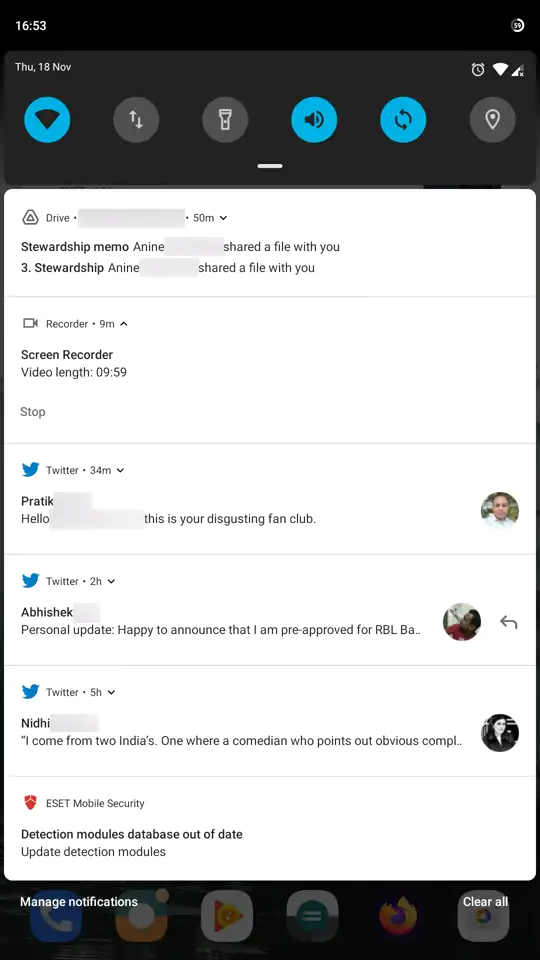 16:53
59
Thu, 18 Nov
Drive • • 50m
Stewardship memo Anine shared a file with you
3. Stewardship Anine shared a file with you
Recorder • 9m
Screen Recorder
Video length: 09:59
Stop
Twitter • 34m
Pratik
Hello this is your disgusting fan club.
Twitter • 2h
Abhishek
Personal update: Happy to announce that I am pre-approved for RBL Ba..
Twitter • 5h
Nidhi
“I come from two India's. One where a comedian who points out obvious compl..
ESET Mobile Security
Detection modules database out of date
Update detection modules
Manage notifications
Clear all